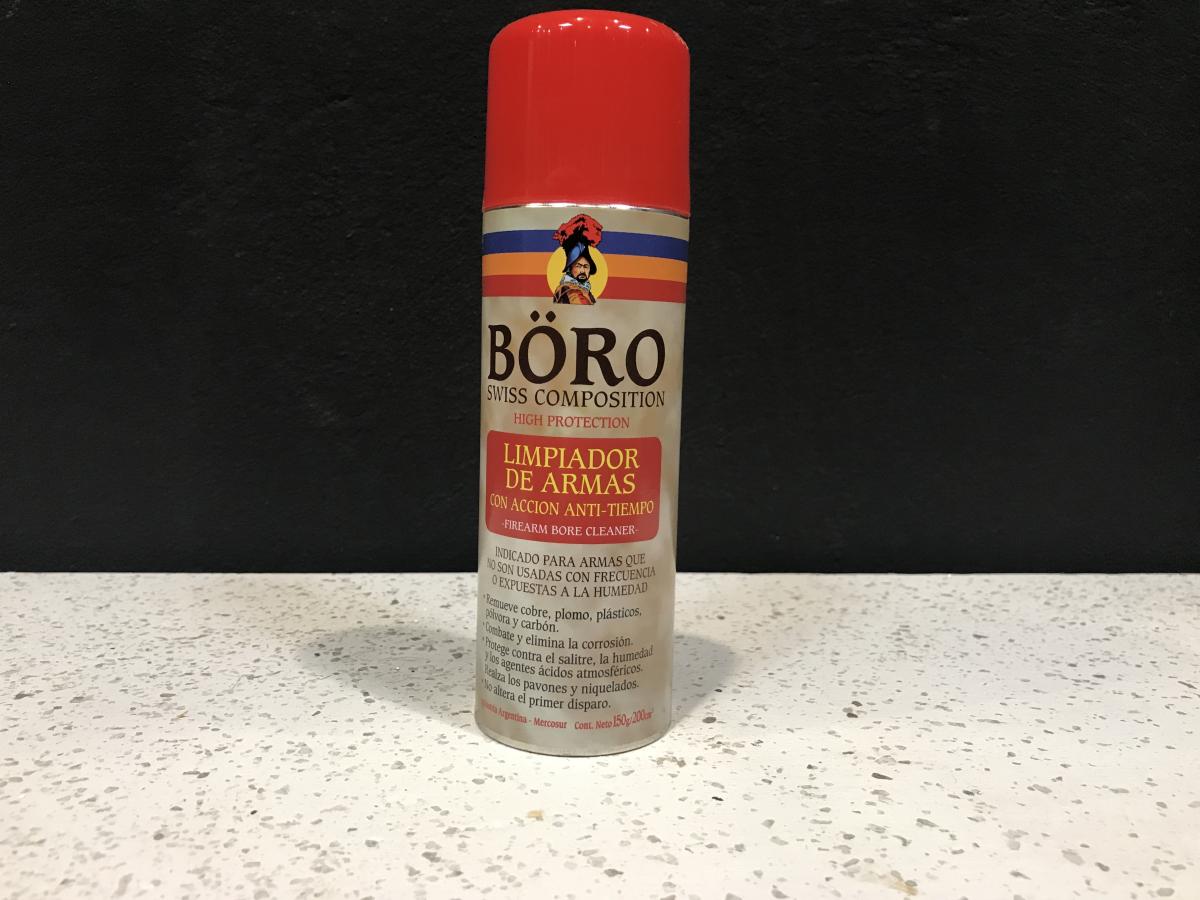 BÖRO
SWISS COMPOSITION
HIGH PROTECTION
LIMPIADOR
DE ARMAS
CON ACCION ANTI-TIEMPO
-FIREARM BORE CLEANER-
INDICADO PARA ARMAS QUE
NO SON USADAS CON FRECUENCIA
O EXPUESTAS A LA HUMEDAD
• Remueve cobre, plomo, plásticos,
pólvora y carbón.
• Combate y elimina la corrosión.
• Protege contra el salitre, la humedad
y los agentes ácidos atmosféricos.
Realza los pavones y niquelados.
• No altera el primer disparo.
Argentina - Mercosur Cont. Neto 150g/200cm³